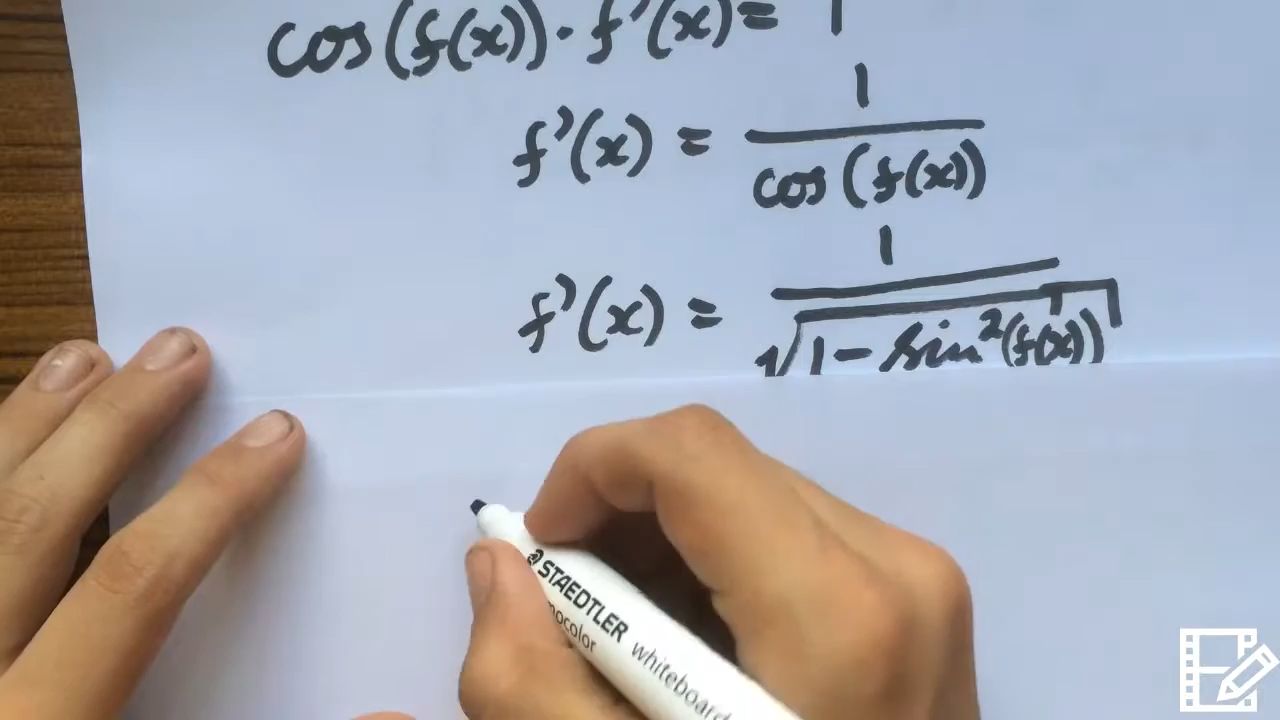 cos(f(x)) · f'(x) = 1
f'(x) = 1 / cos(f(x))
f'(x) = 1 / √(1 - sin²(f(x)))
STAEDTLER
whiteboard